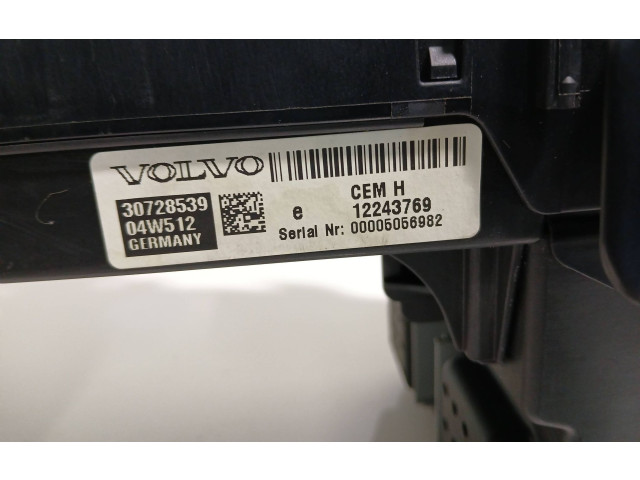 VOLVO
30728539
04W512
GERMANY
e
CEM H
12243769
Serial Nr: 00005056982